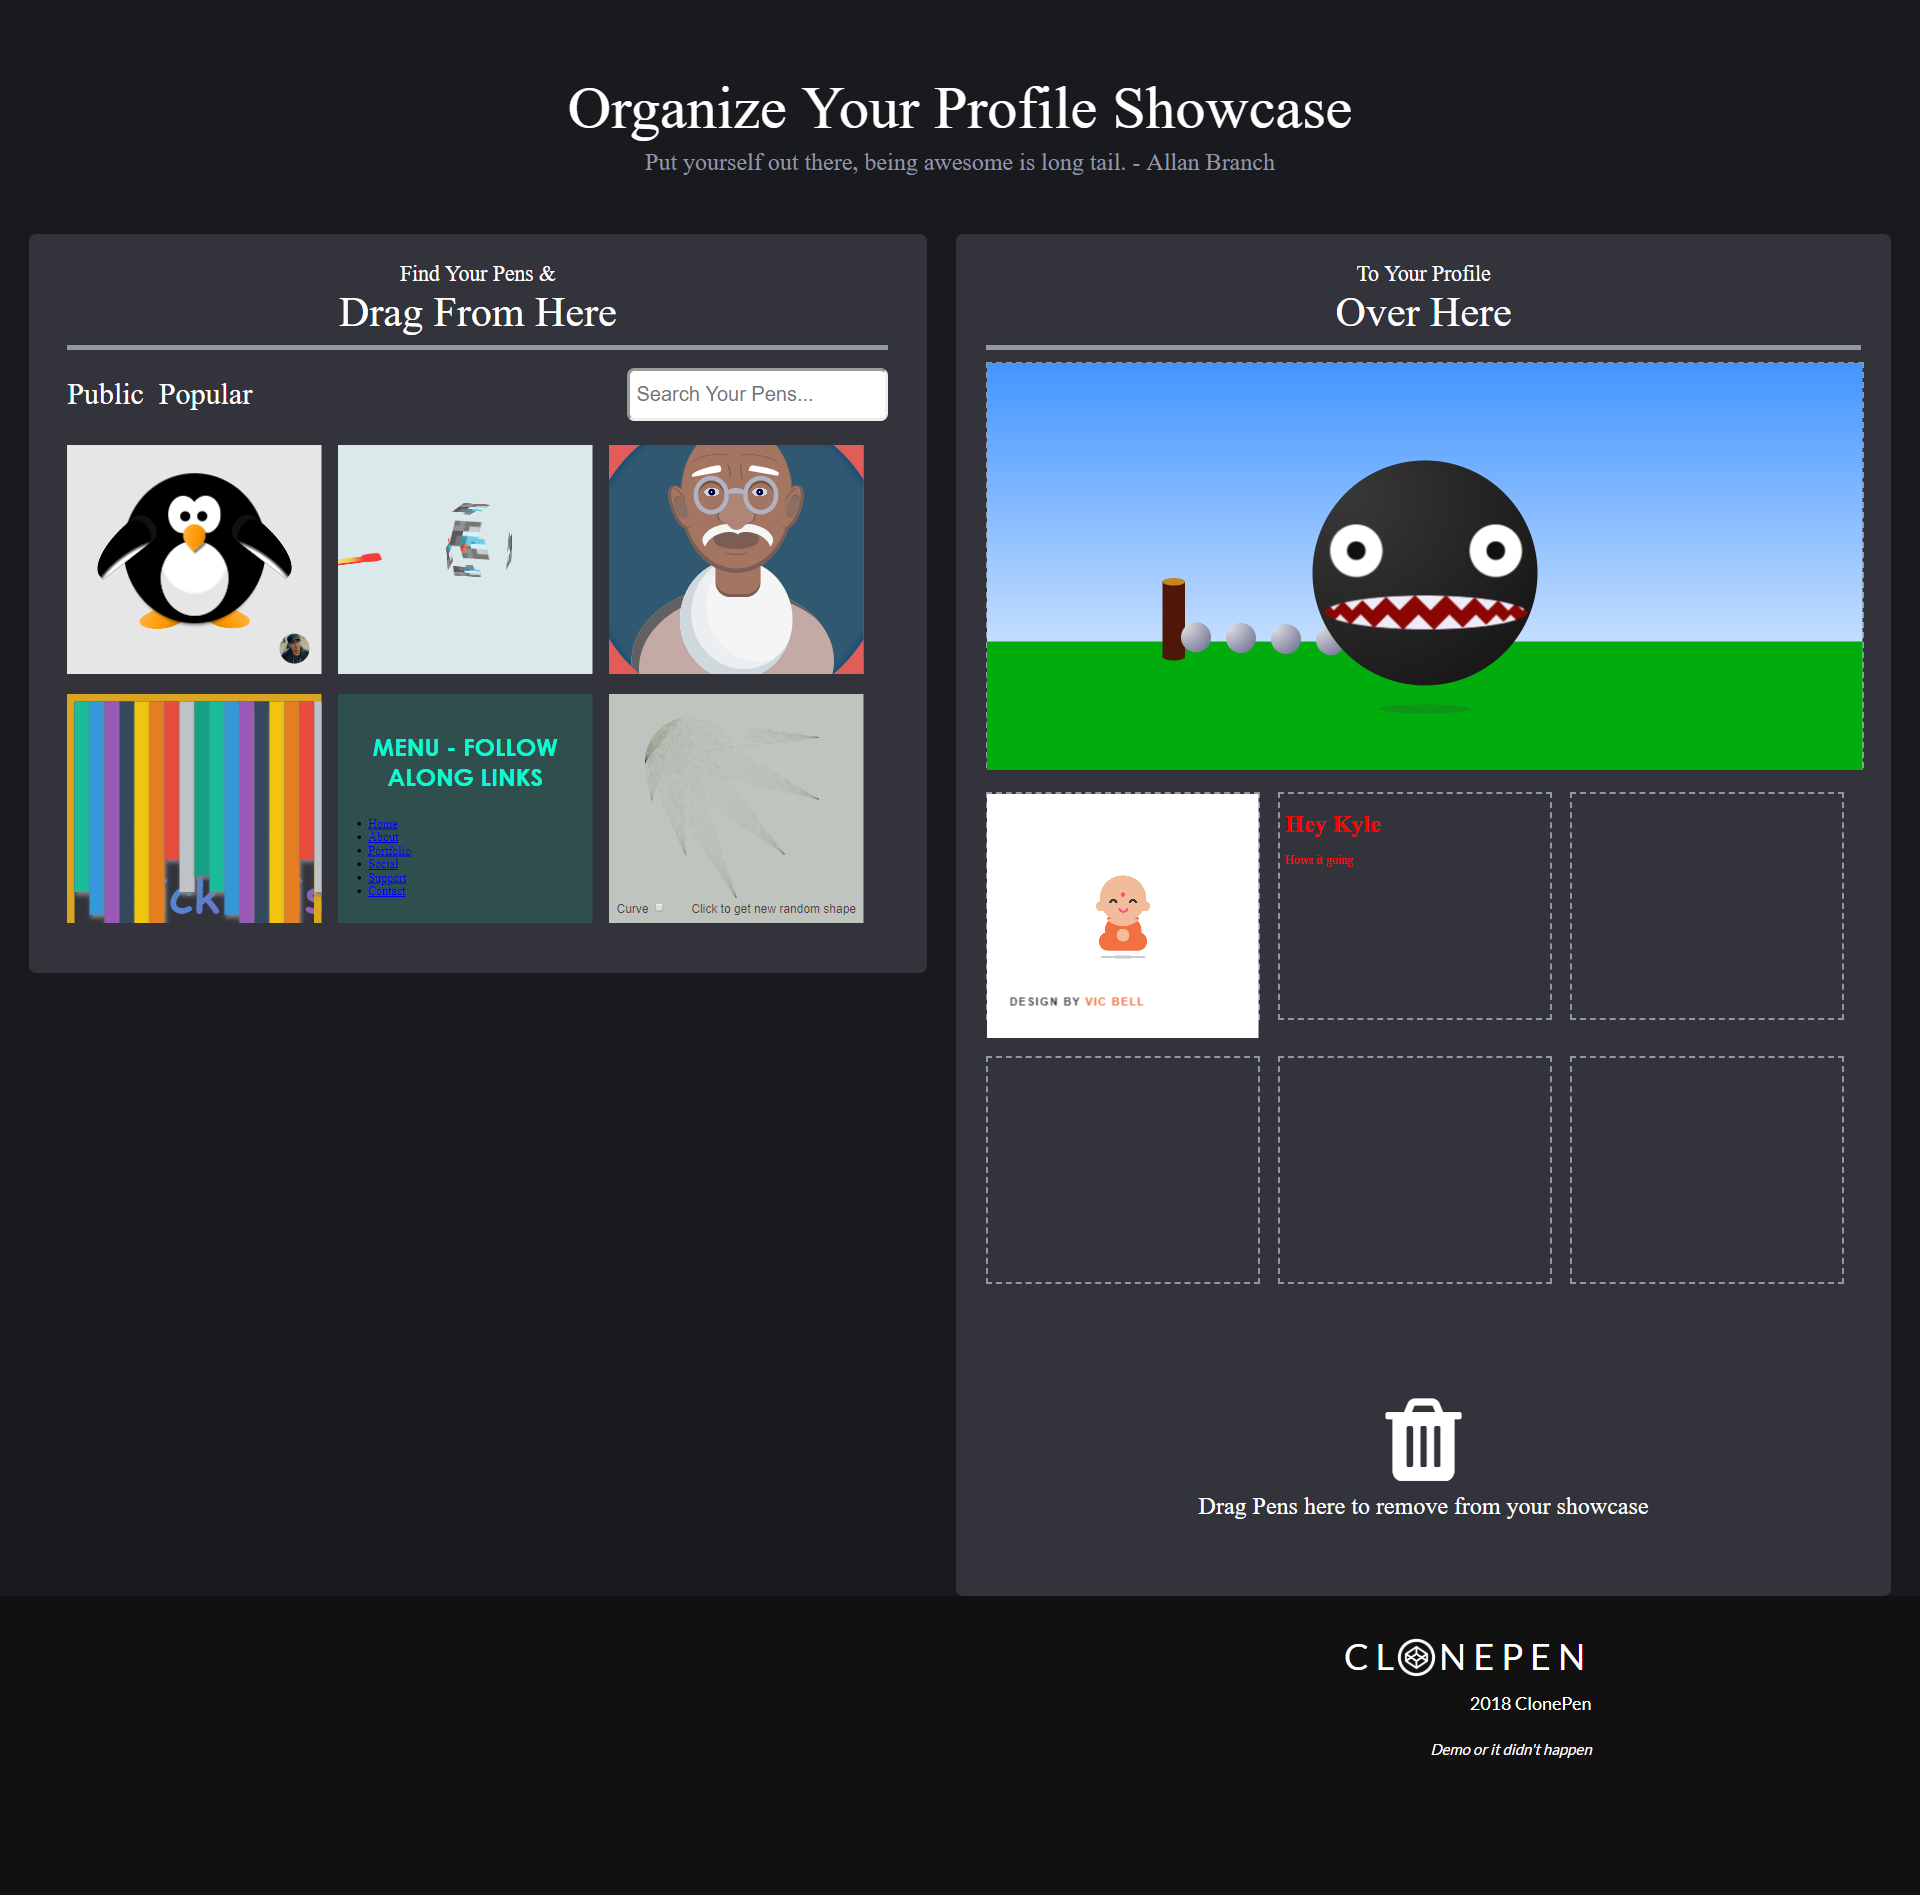 Organize Your Profile Showcase
Put yourself out there, being awesome is long tail. - Allan Branch
Find Your Pens &
Drag From Here
Public Popular
Search Your Pens...
MENU - FOLLOW
ALONG LINKS
Home
About
Portfolio
Social
Support
Contact
Curve
Click to get new random shape
To Your Profile
Over Here
DESIGN BY VIC BELL
Hey Kyle
Hows it going
Drag Pens here to remove from your showcase
CLONEPEN
2018 ClonePen
Demo or it didn't happen